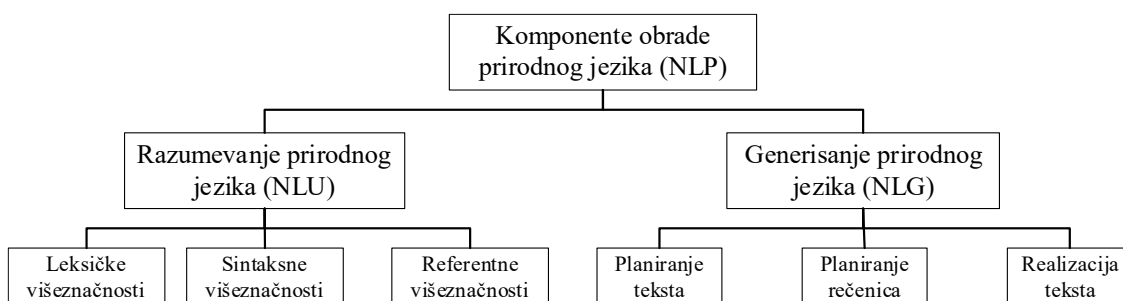 Komponente obrade
prirodnog jezika (NLP)
Razumevanje prirodnog
jezika (NLU)
Generisanje prirodnog
jezika (NLG)
Leksičke
višeznačnosti
Sintaksne
višeznačnosti
Referentne
višeznačnosti
Planiranje
teksta
Planiranje
rečenica
Realizacija
teksta